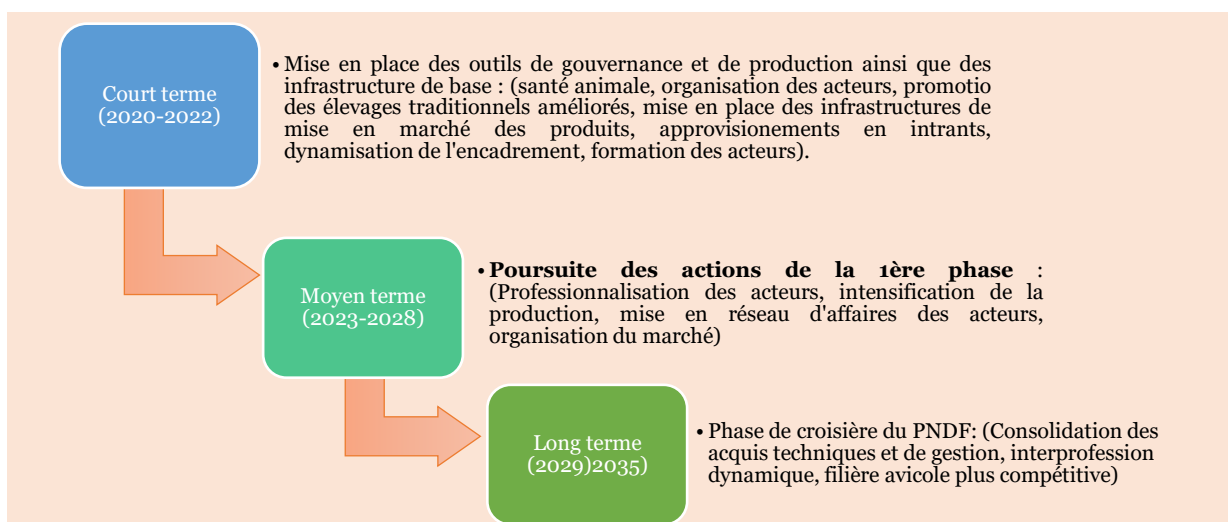 Court terme
(2020-2022)
• Mise en place des outils de gouvernance et de production ainsi que des
infrastructure de base : (santé animale, organisation des acteurs, promotio
des élevages traditionnels améliorés, mise en place des infrastructures de
mise en marché des produits, approvisionements en intrants,
dynamisation de l'encadrement, formation des acteurs).
Moyen terme
(2023-2028)
• Poursuite des actions de la 1ère phase :
(Professionnalisation des acteurs, intensification de la
production, mise en réseau d'affaires des acteurs,
organisation du marché)
Long terme
(2029)2035)
• Phase de croisière du PNDF: (Consolidation des
acquis techniques et de gestion, interprofession
dynamique, filière avicole plus compétitive)